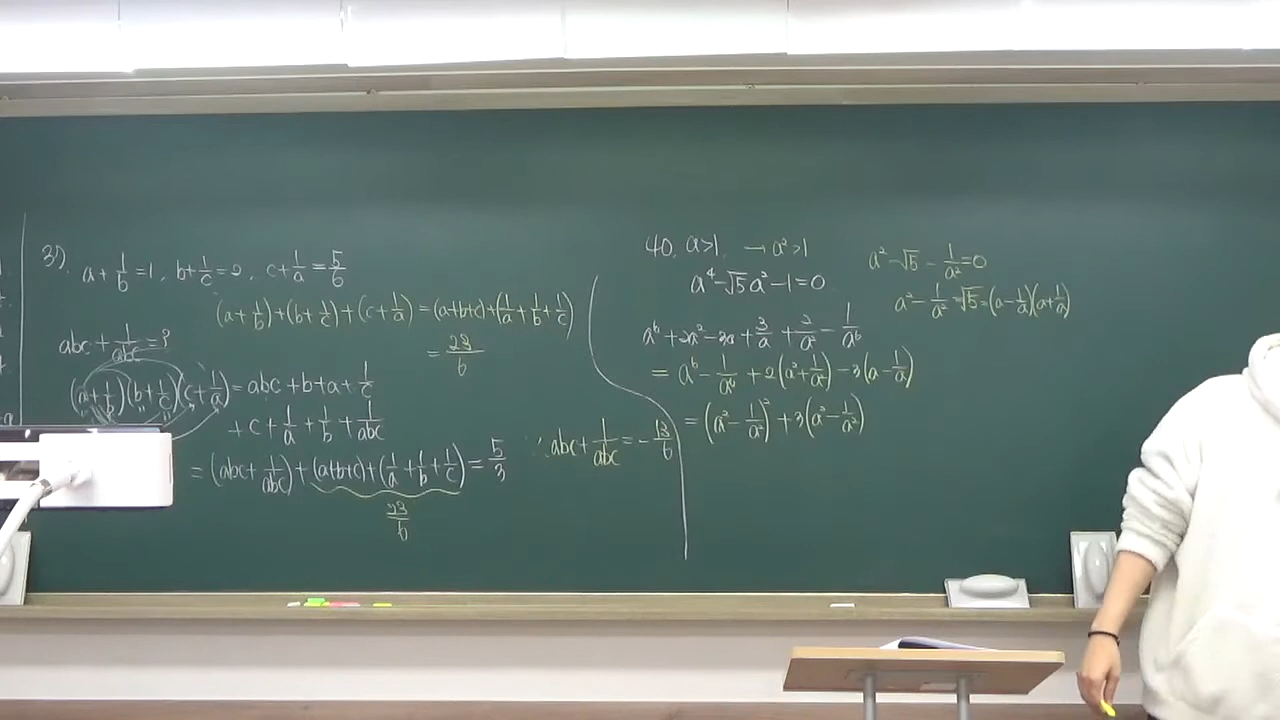 39).
a + 1/b = 1, b + 1/c = 2, c + 1/a = 5/6
(a + 1/b) + (b + 1/c) + (c + 1/a) = (a+b+c) + (1/a + 1/b + 1/c)
= 23/6
abc + 1/abc = ?
(a + 1/b)(b + 1/c)(c + 1/a) = abc + b + a + 1/c
+ c + 1/a + 1/b + 1/abc
= (abc + 1/abc) + (a+b+c) + (1/a + 1/b + 1/c) = 5/3
23/6
∴ abc + 1/abc = - 13/6
40. a>1. → a²>1
a⁴ - √5a² - 1 = 0
a⁶ + 2a² - 3a + 3/a + 2/a² - 1/a⁶
= a⁶ - 1/a⁶ + 2(a² + 1/a²) - 3(a - 1/a)
= (a² - 1/a²)³ + 3(a² - 1/a²)
a² - √5 - 1/a² = 0
a² - 1/a² = √5 = (a - 1/a)(a + 1/a)